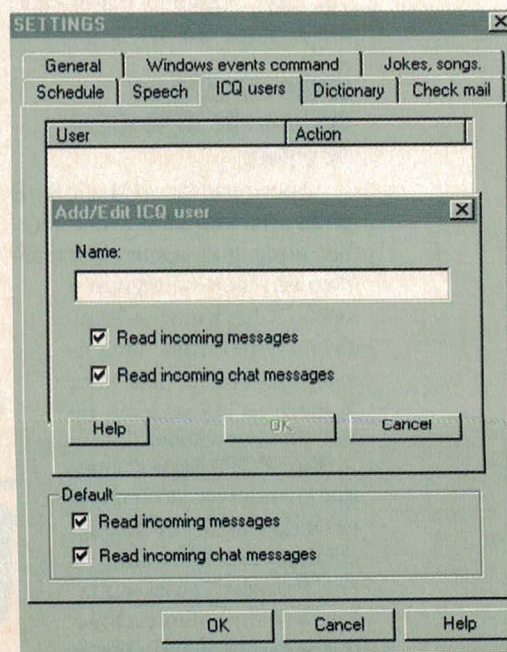 SETTINGS
General Windows events command Jokes, songs.
Schedule Speech ICQ users Dictionary Check mail
User Action
Add/Edit ICQ user
Name:
Read incoming messages
Read incoming chat messages
Help OK Cancel
Default
Read incoming messages
Read incoming chat messages
OK Cancel Help